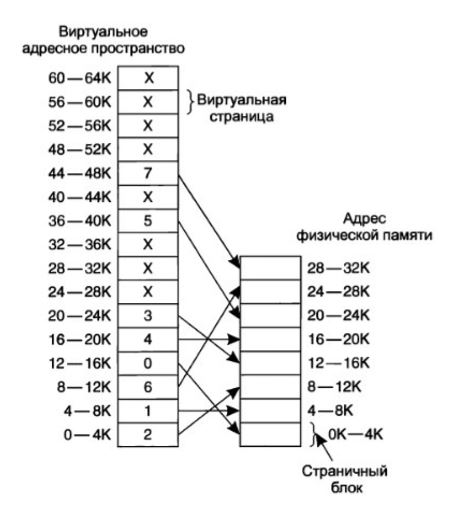 Виртуальное
адресное пространство
60—64K X
56—60K X
Виртуальная
страница
52—56K X
48—52K X
44—48K 7
40—44K X
36—40K 5
32—36K X
28—32K X
24—28K X
20—24K 3
16—20K 4
12—16K 0
8—12K 6
4—8K 1
0—4K 2
Адрес
физической памяти
28—32K
24—28K
20—24K
16—20K
12—16K
8—12K
4—8K
0K—4K
Страничный
блок